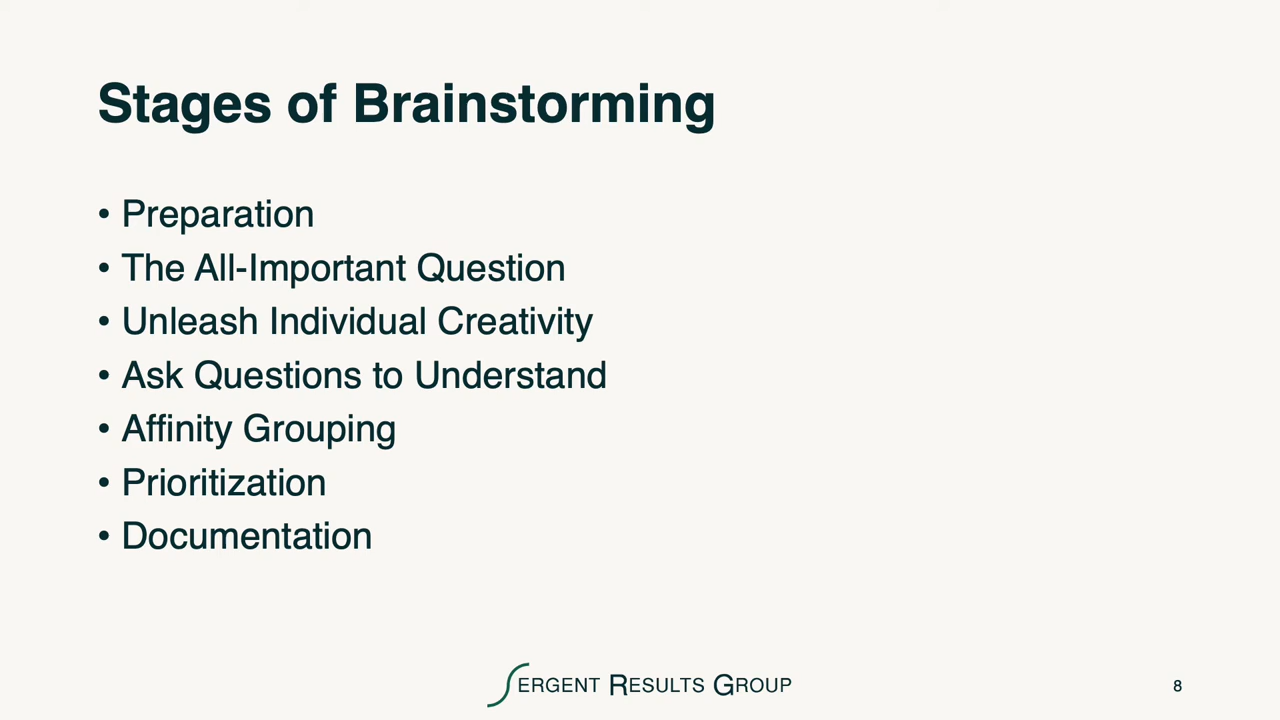 Stages of Brainstorming
• Preparation
• The All-Important Question
• Unleash Individual Creativity
• Ask Questions to Understand
• Affinity Grouping
• Prioritization
• Documentation
SERGENT RESULTS GROUP
8